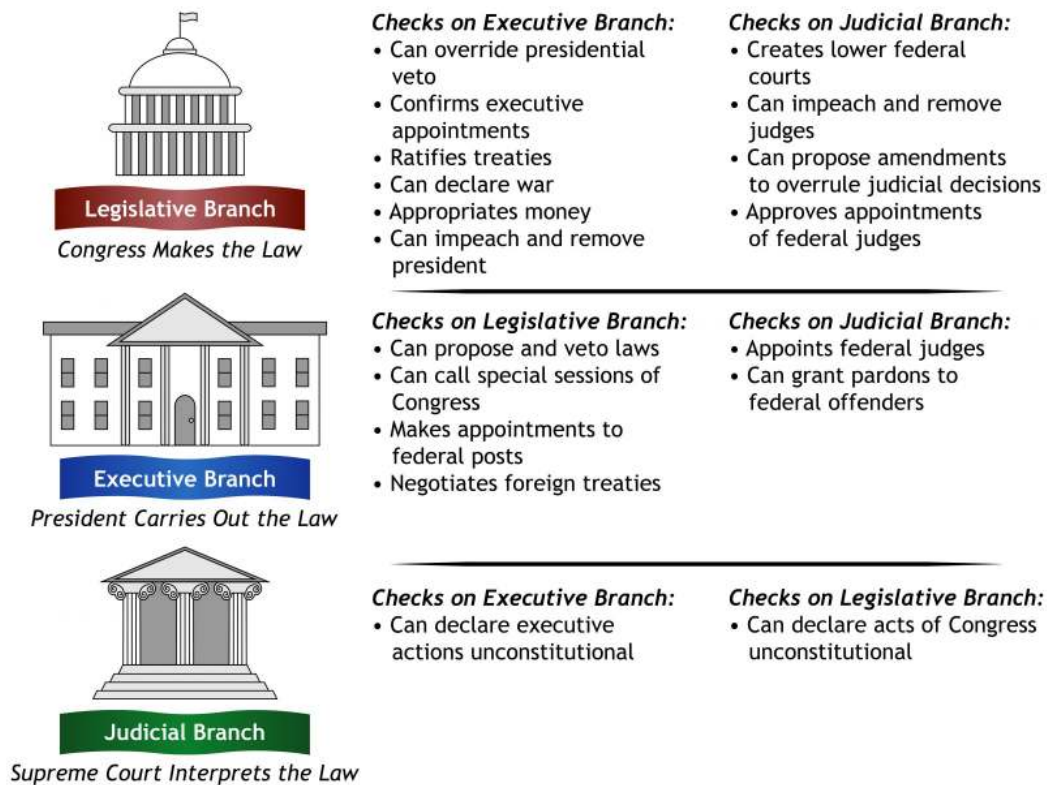 Legislative Branch
Congress Makes the Law
Checks on Executive Branch:
• Can override presidential
veto
• Confirms executive
appointments
• Ratifies treaties
• Can declare war
• Appropriates money
• Can impeach and remove
president
Checks on Judicial Branch:
• Creates lower federal
courts
• Can impeach and remove
judges
• Can propose amendments
to overrule judicial decisions
• Approves appointments
of federal judges
Executive Branch
President Carries Out the Law
Checks on Legislative Branch:
• Can propose and veto laws
• Can call special sessions of
Congress
• Makes appointments to
federal posts
• Negotiates foreign treaties
Checks on Judicial Branch:
• Appoints federal judges
• Can grant pardons to
federal offenders
Judicial Branch
Supreme Court Interprets the Law
Checks on Executive Branch:
• Can declare executive
actions unconstitutional
Checks on Legislative Branch:
• Can declare acts of Congress
unconstitutional